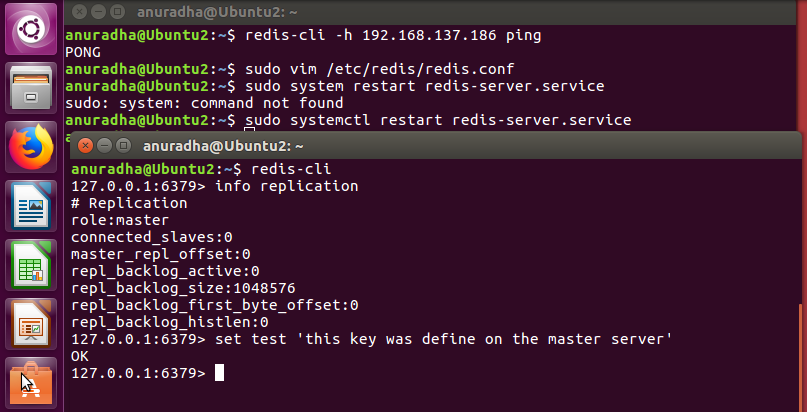 anuradha@Ubuntu2: ~
anuradha@Ubuntu2:~$ redis-cli -h 192.168.137.186 ping
PONG
anuradha@Ubuntu2:~$ sudo vim /etc/redis/redis.conf
anuradha@Ubuntu2:~$ sudo system restart redis-server.service
sudo: system: command not found
anuradha@Ubuntu2:~$ sudo systemctl restart redis-server.service
anuradha@Ubuntu2: ~
anuradha@Ubuntu2:~$ redis-cli
127.0.0.1:6379> info replication
# Replication
role:master
connected_slaves:0
master_repl_offset:0
repl_backlog_active:0
repl_backlog_size:1048576
repl_backlog_first_byte_offset:0
repl_backlog_histlen:0
127.0.0.1:6379> set test 'this key was define on the master server'
OK
127.0.0.1:6379>